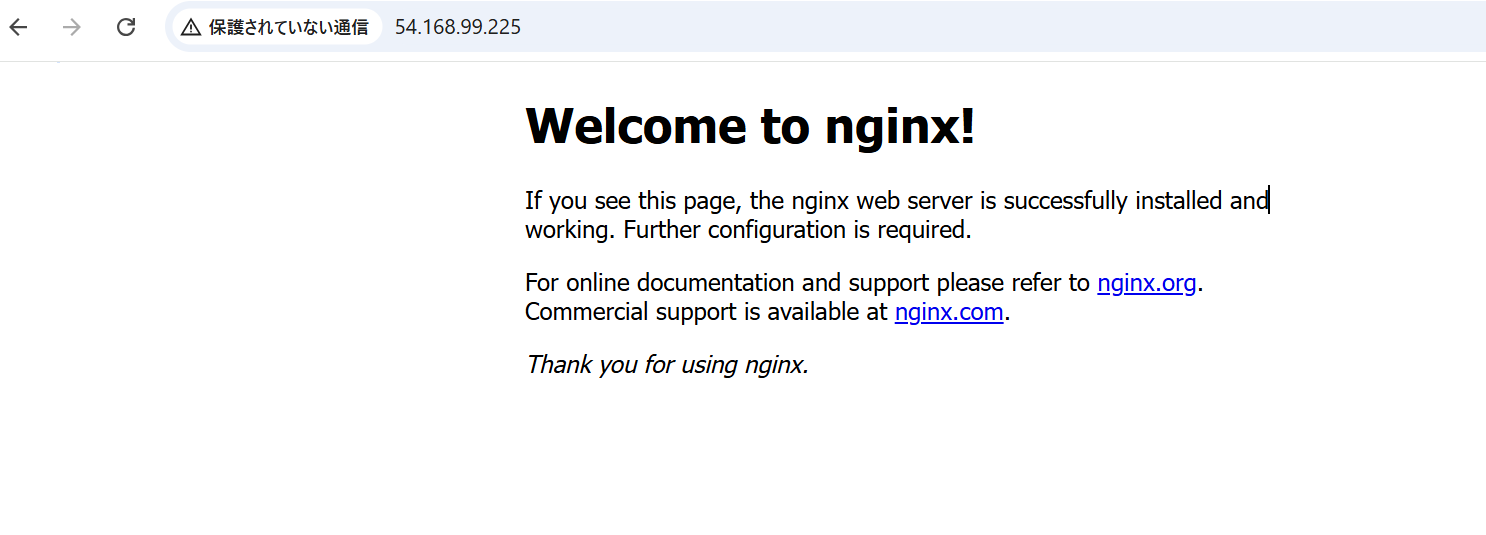 保護されていない通信 54.168.99.225
Welcome to nginx!
If you see this page, the nginx web server is successfully installed and
working. Further configuration is required.
For online documentation and support please refer to nginx.org.
Commercial support is available at nginx.com.
Thank you for using nginx.